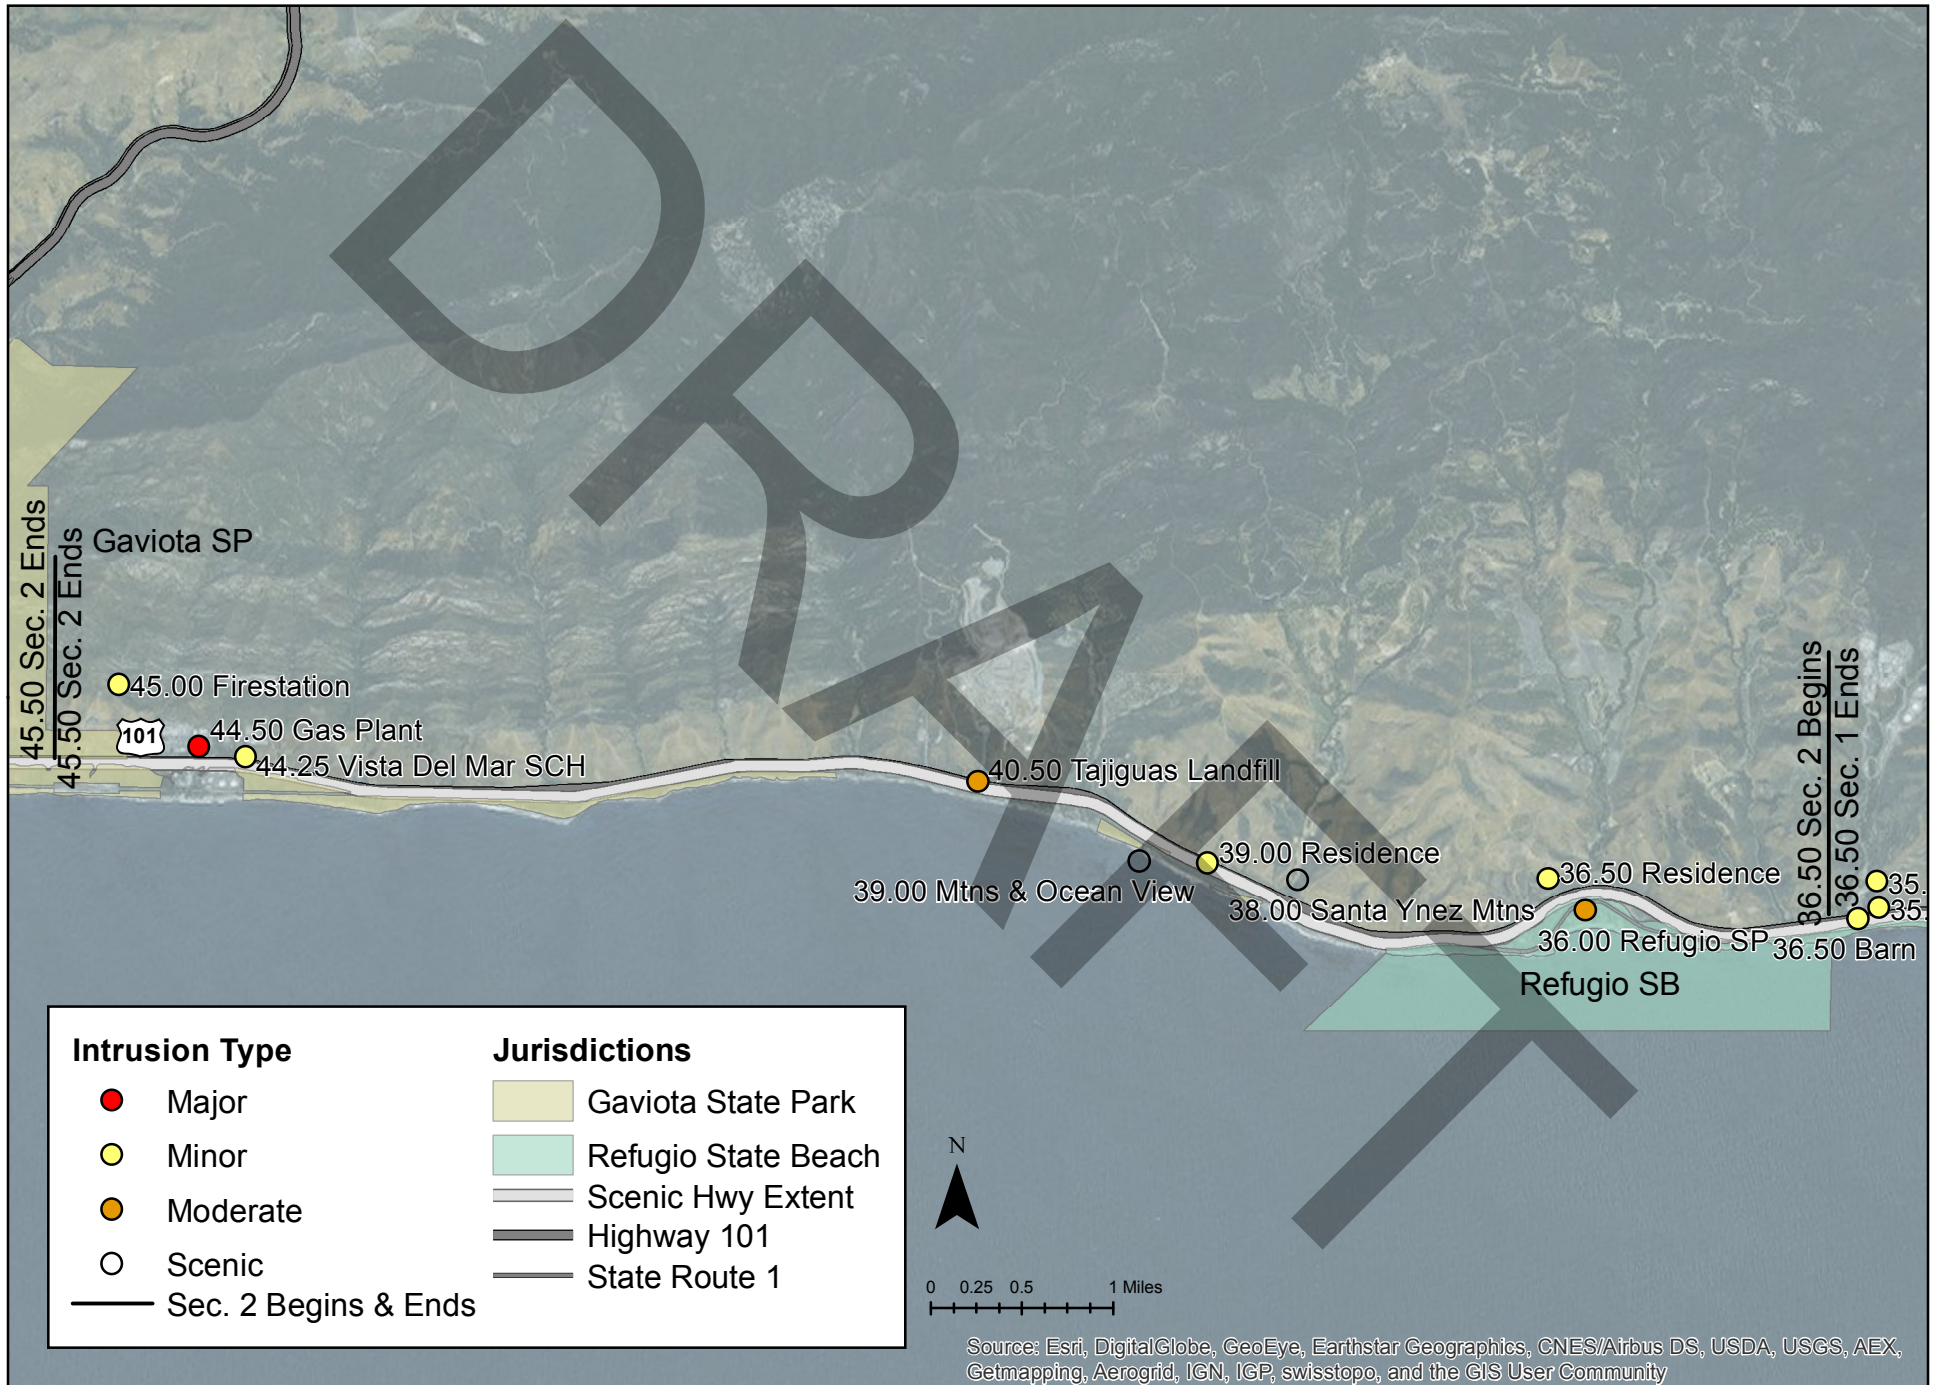 DRAFT
Gaviota SP
45.50 Sec. 2 Ends
45.50 Sec. 2 Ends
45.00 Firestation
101
44.50 Gas Plant
44.25 Vista Del Mar SCH
40.50 Tajiguas Landfill
39.00 Mtns & Ocean View
39.00 Residence
38.00 Santa Ynez Mtns
36.50 Residence
36.00 Refugio SP
Refugio SB
36.50 Sec. 2 Begins
36.50 Sec. 1 Ends
35.
35.
36.50 Barn
Intrusion Type
Major
Minor
Moderate
Scenic
Sec. 2 Begins & Ends
Jurisdictions
Gaviota State Park
Refugio State Beach
Scenic Hwy Extent
Highway 101
State Route 1
N
0 0.25 0.5 1 Miles
Source: Esri, DigitalGlobe, GeoEye, Earthstar Geographics, CNES/Airbus DS, USDA, USGS, AEX,
Getmapping, Aerogrid, IGN, IGP, swisstopo, and the GIS User Community